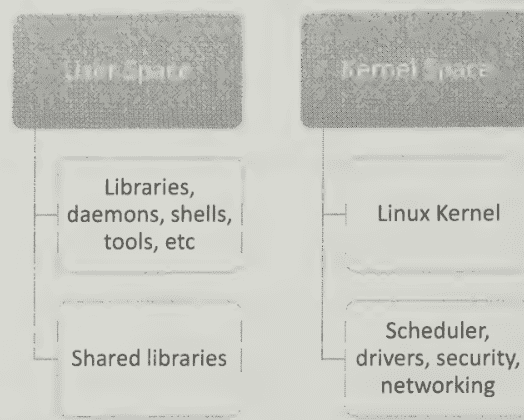 User Space
Libraries,
daemons, shells,
tools, etc
Shared libraries
Kernel Space
Linux Kernel
Scheduler,
drivers, security,
networking